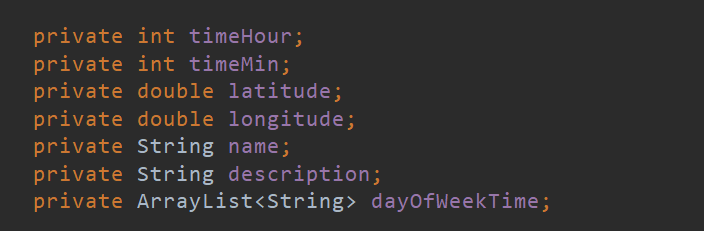 private int timeHour;
private int timeMin;
private double latitude;
private double longitude;
private String name;
private String description;
private ArrayList<String> dayOfWeekTime;